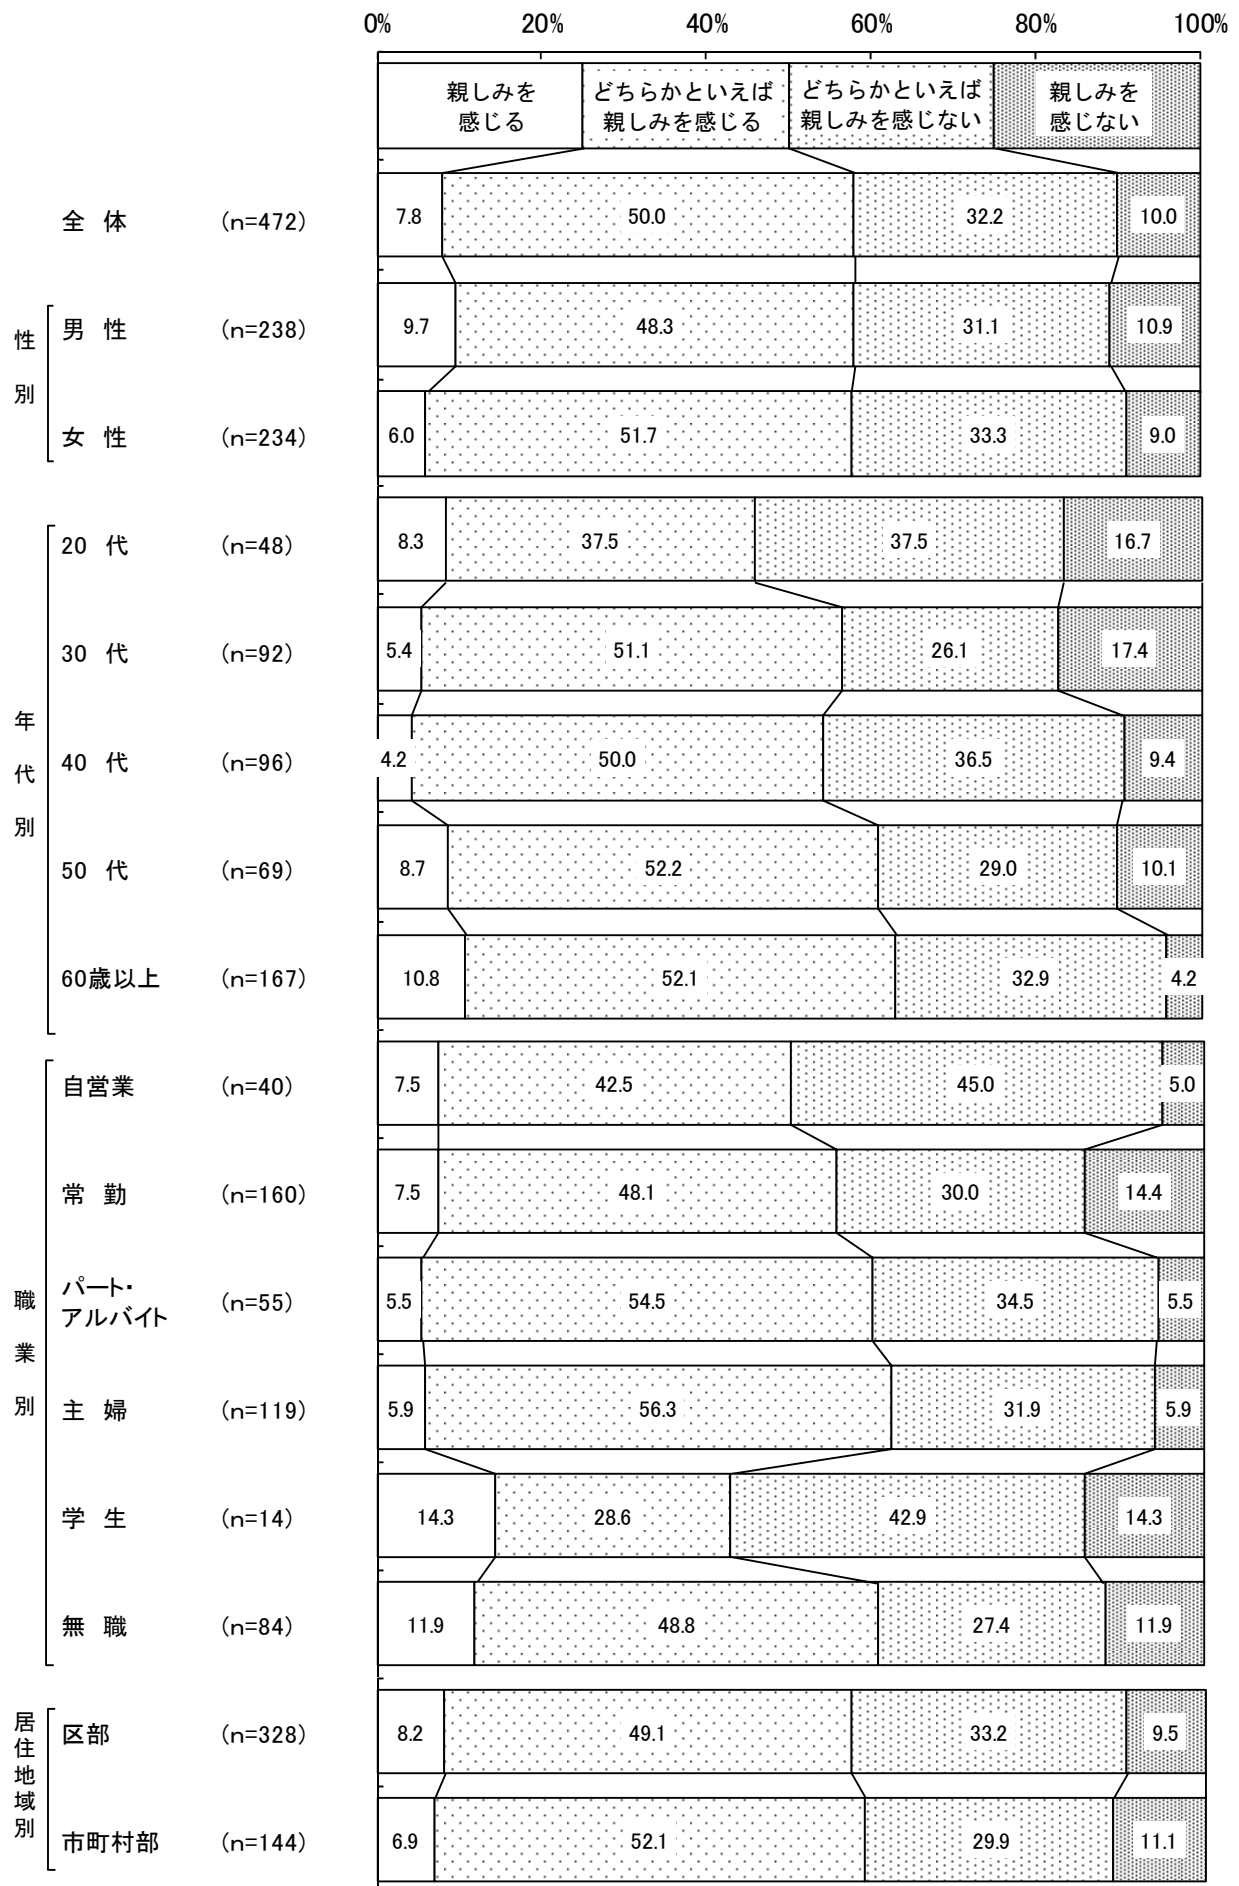 0% 20% 40% 60% 80% 100%
親しみを
感じる
どちらかといえば
親しみを感じる
どちらかといえば
親しみを感じない
親しみを
感じない
全 体 (n=472) 7.8 50.0 32.2 10.0
性別
男 性 (n=238) 9.7 48.3 31.1 10.9
女 性 (n=234) 6.0 51.7 33.3 9.0
年代別
20 代 (n=48) 8.3 37.5 37.5 16.7
30 代 (n=92) 5.4 51.1 26.1 17.4
40 代 (n=96) 4.2 50.0 36.5 9.4
50 代 (n=69) 8.7 52.2 29.0 10.1
60歳以上 (n=167) 10.8 52.1 32.9 4.2
職業別
自営業 (n=40) 7.5 42.5 45.0 5.0
常 勤 (n=160) 7.5 48.1 30.0 14.4
パート・
アルバイト (n=55) 5.5 54.5 34.5 5.5
主 婦 (n=119) 5.9 56.3 31.9 5.9
学 生 (n=14) 14.3 28.6 42.9 14.3
無 職 (n=84) 11.9 48.8 27.4 11.9
居住地域別
区部 (n=328) 8.2 49.1 33.2 9.5
市町村部 (n=144) 6.9 52.1 29.9 11.1